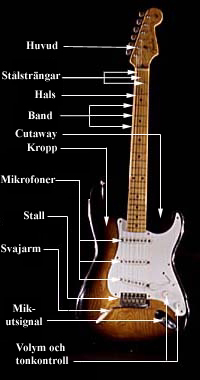 Huvud
Stålsträngar
Hals
Band
Cutaway
Kropp
Mikrofoner
Stall
Svajarm
Mik-
utsignal
Volym och
tonkontroll